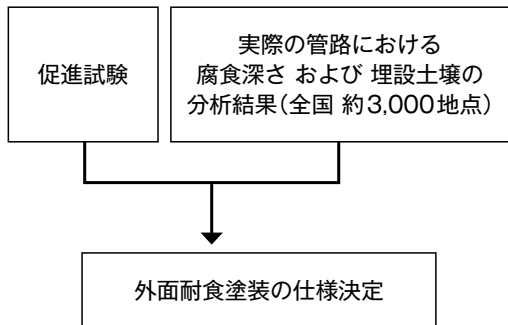 促進試験
実際の管路における
腐食深さ および 埋設土壌の
分析結果（全国 約3,000地点）
外面耐食塗装の仕様決定